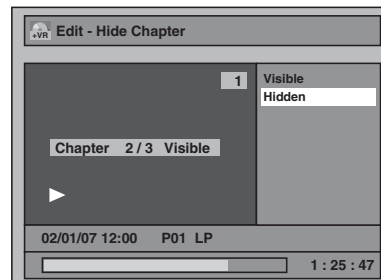 +VR Edit - Hide Chapter
1
Visible
Hidden
Chapter 2 / 3 Visible
02/01/07 12:00 P01 LP
1 : 25 : 47